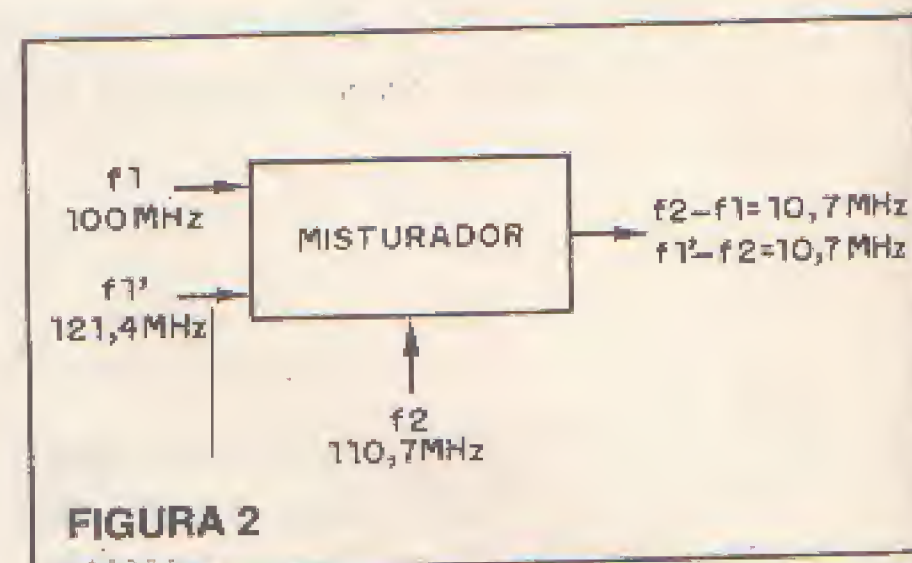 f1
100MHz
f1'
121,4MHz
MISTURADOR
f2-f1=10,7MHz
f1'-f2=10,7MHz
f2
110,7MHz
FIGURA 2